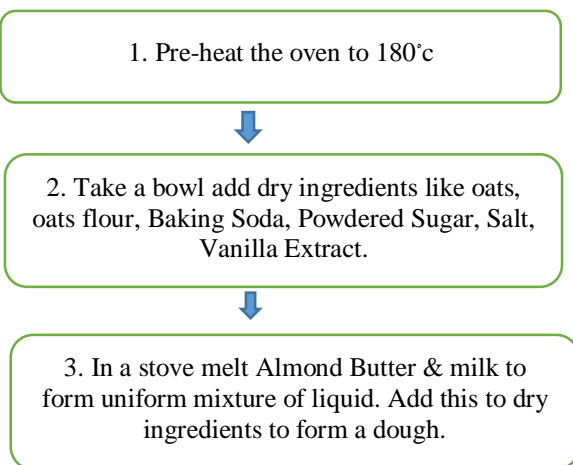 1. Pre-heat the oven to 180˚c
2. Take a bowl add dry ingredients like oats,
oats flour, Baking Soda, Powdered Sugar, Salt,
Vanilla Extract.
3. In a stove melt Almond Butter & milk to
form uniform mixture of liquid. Add this to dry
ingredients to form a dough.